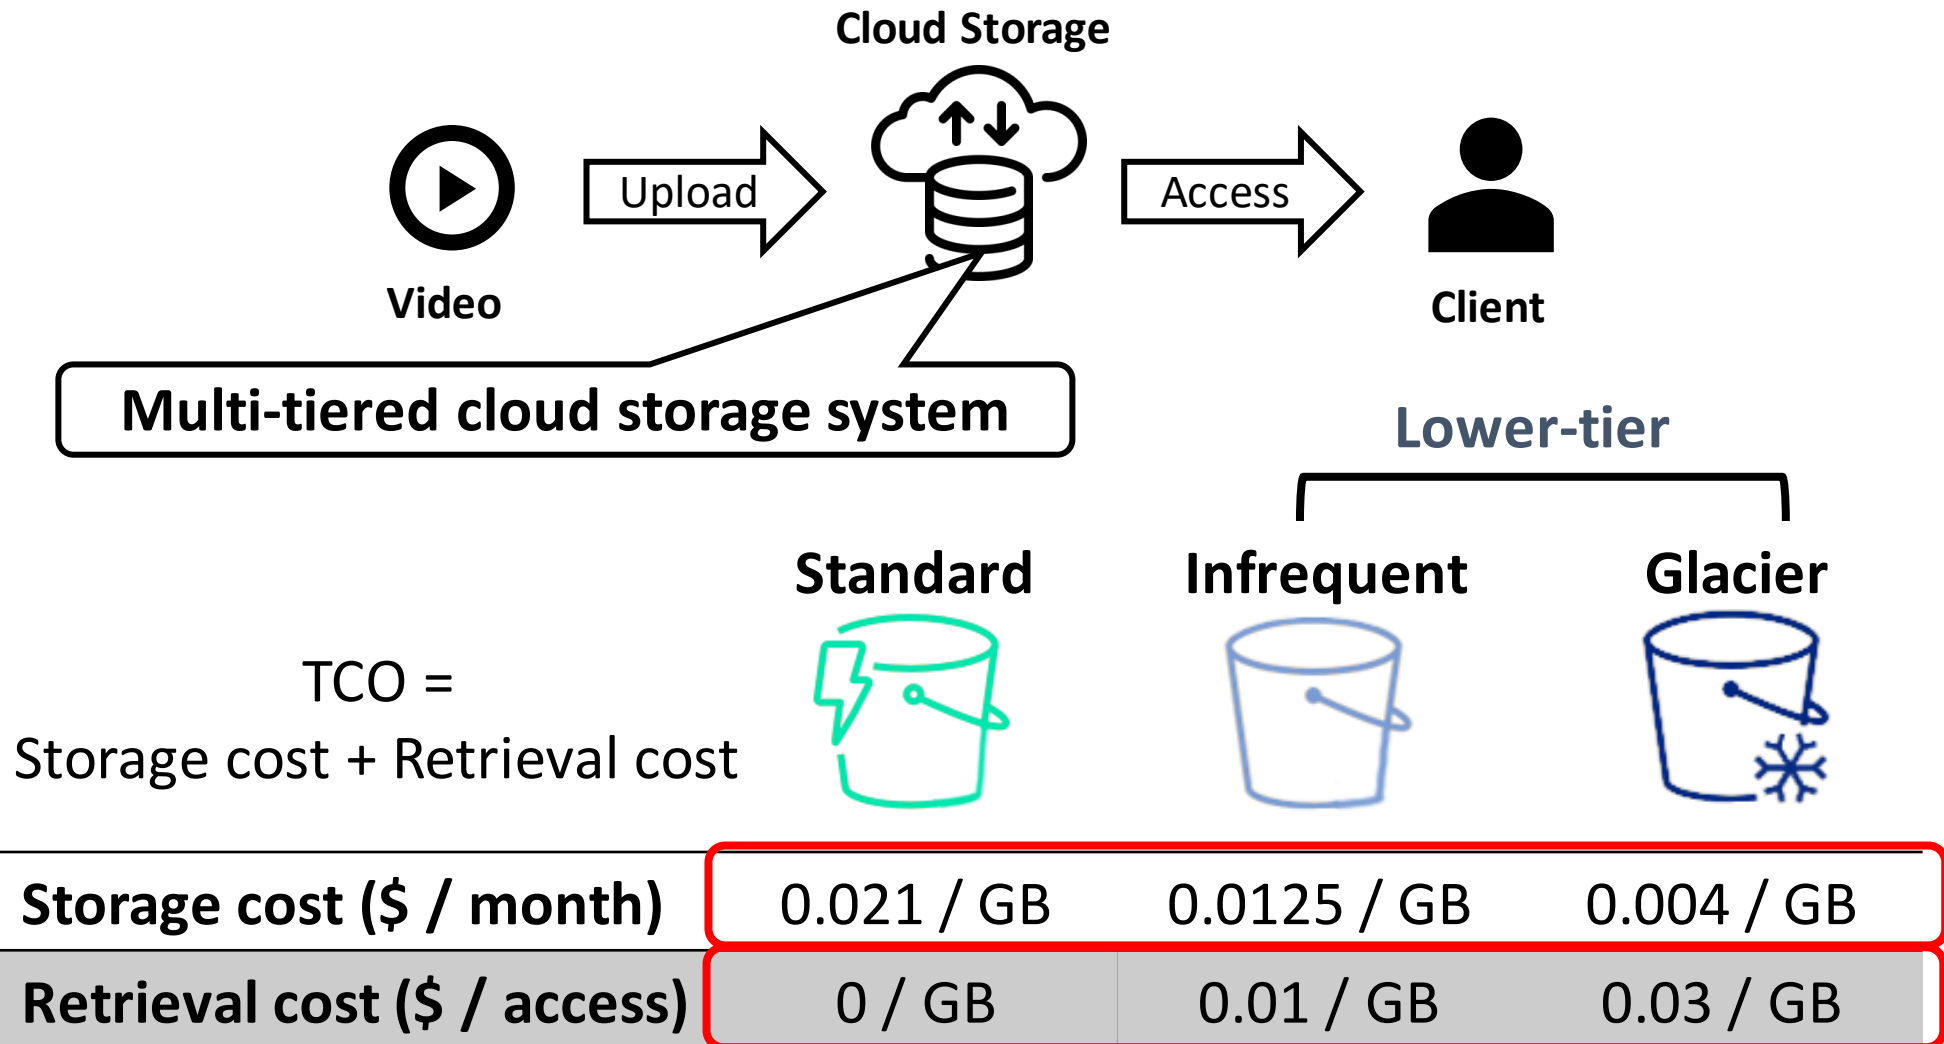 Cloud Storage
Upload
Access
Video
Client
Multi-tiered cloud storage system
Lower-tier
Standard
Infrequent
Glacier
TCO =
Storage cost + Retrieval cost
Storage cost ($ / month) 0.021 / GB 0.0125 / GB 0.004 / GB
Retrieval cost ($ / access) 0 / GB 0.01 / GB 0.03 / GB